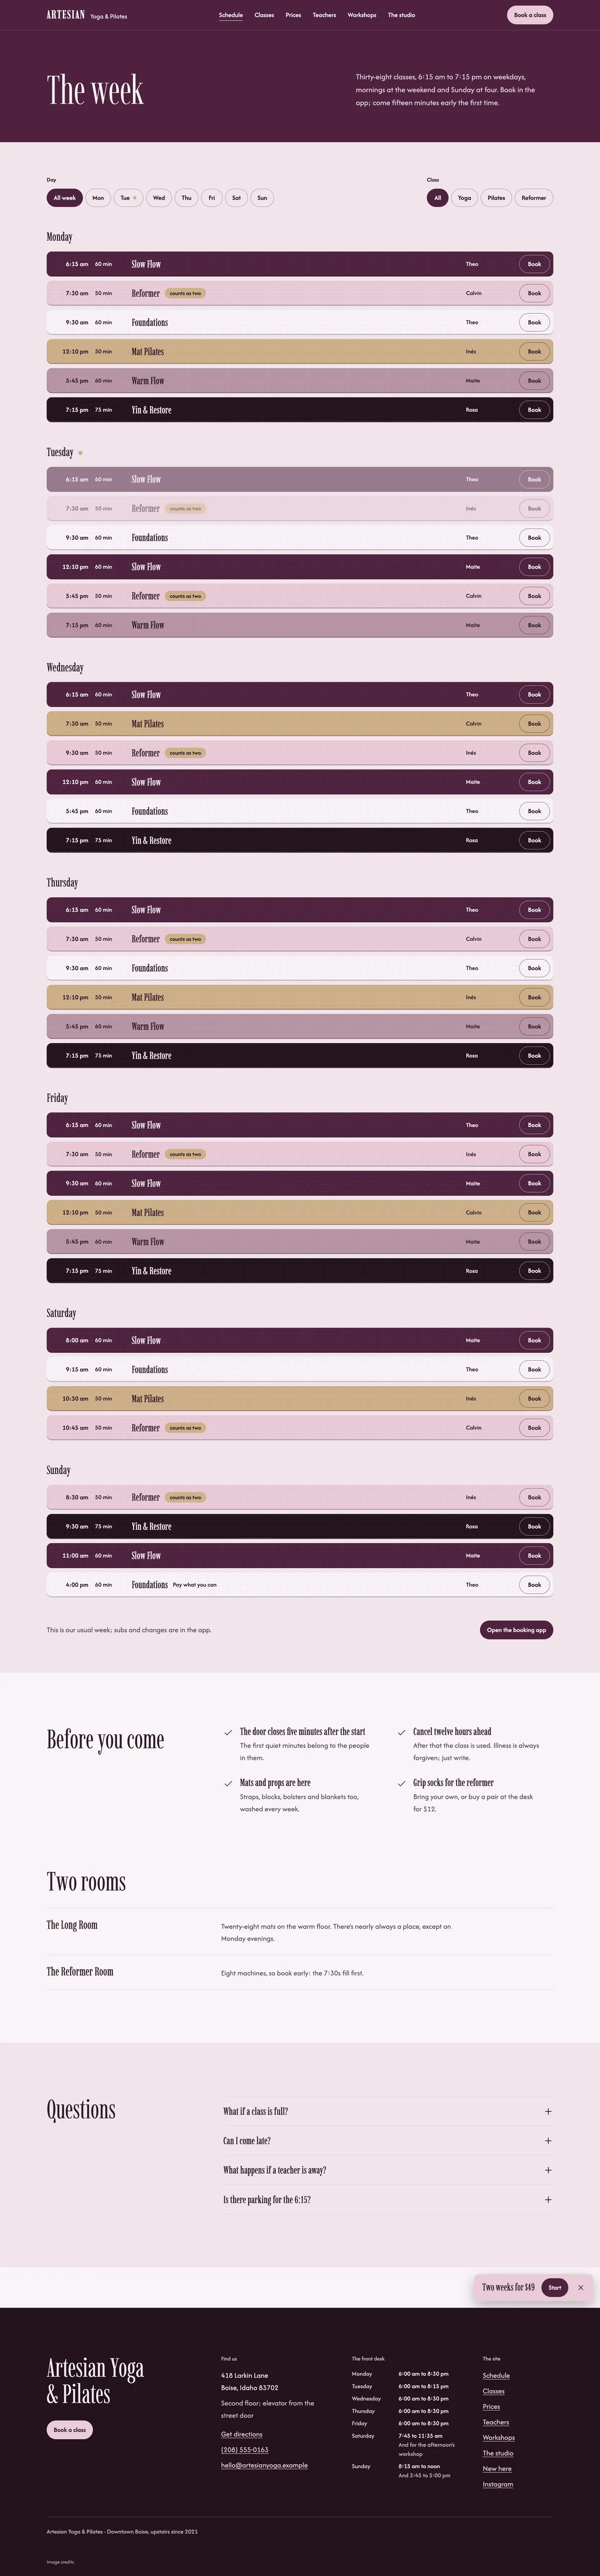 ARTESIAN Yoga & Pilates Schedule Classes Prices Teachers Workshops The studio Book a class
The week
Thirty-eight classes, 6:15 am to 7:15 pm on weekdays,
mornings at the weekend and Sunday at four. Book in the
app; come fifteen minutes early the first time.
Day
All week Mon Tue Wed Thu Fri Sat Sun
Class
All Yoga Pilates Reformer
Monday
6:15 am 60 min Slow Flow Theo Book
7:30 am 50 min Reformer counts as two Calvin Book
9:30 am 60 min Foundations Theo Book
12:10 pm 50 min Mat Pilates Inés Book
5:45 pm 60 min Warm Flow Maite Book
7:15 pm 75 min Yin & Restore Rosa Book
Tuesday
6:15 am 60 min Slow Flow Theo Book
7:30 am 50 min Reformer counts as two Inés Book
9:30 am 60 min Foundations Theo Book
12:10 pm 60 min Slow Flow Maite Book
5:45 pm 50 min Reformer counts as two Calvin Book
7:15 pm 60 min Warm Flow Maite Book
Wednesday
6:15 am 60 min Slow Flow Theo Book
7:30 am 50 min Mat Pilates Calvin Book
9:30 am 50 min Reformer counts as two Inés Book
12:10 pm 60 min Slow Flow Maite Book
5:45 pm 60 min Foundations Theo Book
7:15 pm 75 min Yin & Restore Rosa Book
Thursday
6:15 am 60 min Slow Flow Theo Book
7:30 am 50 min Reformer counts as two Calvin Book
9:30 am 60 min Foundations Theo Book
12:10 pm 50 min Mat Pilates Inés Book
5:45 pm 60 min Warm Flow Maite Book
7:15 pm 75 min Yin & Restore Rosa Book
Friday
6:15 am 60 min Slow Flow Theo Book
7:30 am 50 min Reformer counts as two Inés Book
9:30 am 60 min Slow Flow Maite Book
12:10 pm 50 min Mat Pilates Calvin Book
5:45 pm 60 min Warm Flow Maite Book
7:15 pm 75 min Yin & Restore Rosa Book
Saturday
8:00 am 60 min Slow Flow Maite Book
9:15 am 60 min Foundations Theo Book
10:30 am 50 min Mat Pilates Inés Book
10:45 am 50 min Reformer counts as two Calvin Book
Sunday
8:30 am 50 min Reformer counts as two Inés Book
9:30 am 75 min Yin & Restore Rosa Book
11:00 am 60 min Slow Flow Maite Book
4:00 pm 60 min Foundations Pay what you can Theo Book
This is our usual week; subs and changes are in the app. Open the booking app
Before you come
The door closes five minutes after the start
The first quiet minutes belong to the people
in them.
Cancel twelve hours ahead
After that the class is used. Illness is always
forgiven; just write.
Mats and props are here
Straps, blocks, bolsters and blankets too,
washed every week.
Grip socks for the reformer
Bring your own, or buy a pair at the desk
for $12.
Two rooms
The Long Room
Twenty-eight mats on the warm floor. There's nearly always a place, except on
Monday evenings.
The Reformer Room
Eight machines, so book early: the 7:30s fill first.
Questions
What if a class is full?
Can I come late?
What happens if a teacher is away?
Is there parking for the 6:15?
Two weeks for $49 Start
Artesian Yoga
& Pilates
Book a class
Find us
418 Larkin Lane
Boise, Idaho 83702
Second floor; elevator from the
street door
Get directions
(208) 555-0163
hello@artesianyoga.example
The front desk
Monday 6:00 am to 8:30 pm
Tuesday 6:00 am to 8:15 pm
Wednesday 6:00 am to 8:30 pm
Thursday 6:00 am to 8:30 pm
Friday 6:00 am to 8:30 pm
Saturday 7:45 to 11:35 am
And for the afternoon's
workshop
Sunday 8:15 am to noon
And 3:45 to 5:00 pm
The site
Schedule
Classes
Prices
Teachers
Workshops
The studio
New here
Instagram
Artesian Yoga & Pilates · Downtown Boise, upstairs since 2021
Image credits